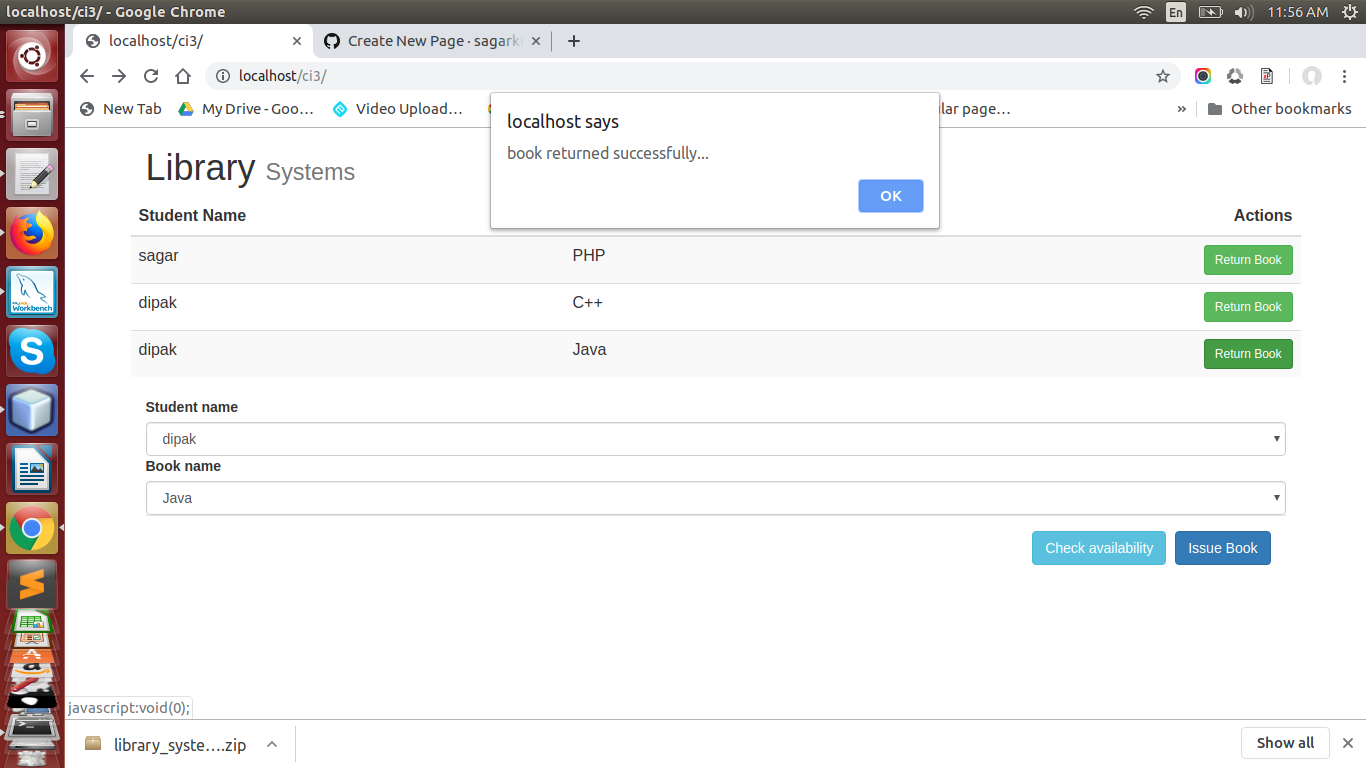 localhost/ci3/ - Google Chrome
En
11:56 AM
localhost/ci3/
Create New Page · sagark
localhost/ci3/
New Tab
My Drive - Goo...
Video Upload...
lar page...
»
Other bookmarks
localhost says
book returned successfully...
OK
Library Systems
Student Name
Actions
sagar PHP Return Book
dipak C++ Return Book
dipak Java Return Book
Student name
dipak
Book name
Java
Check availability
Issue Book
javascript:void(0);
library_syste....zip
Show all
Workbench